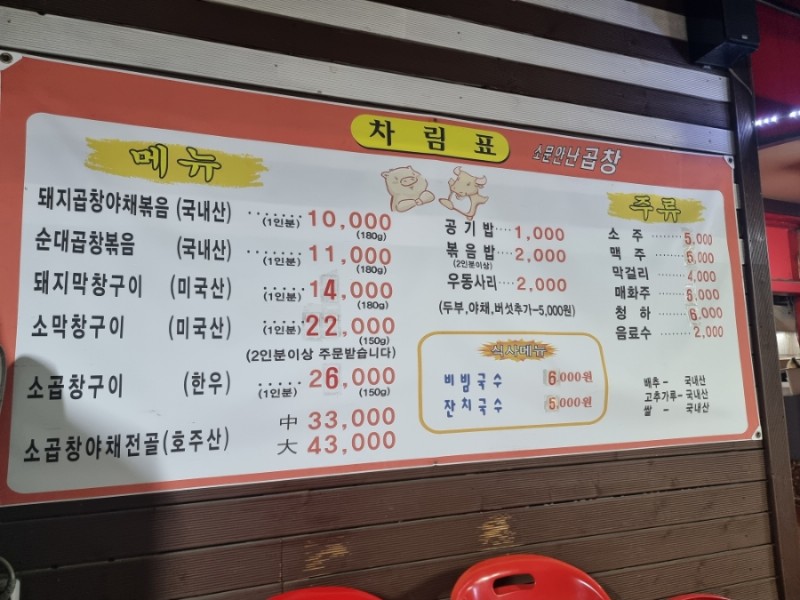 차림표
소문안난곱창
메뉴
돼지곱창야채볶음 (국내산) ······· (1인분) 10,000 (180g)
순대곱창볶음 (국내산) ······· (1인분) 11,000 (180g)
돼지막창구이 (미국산) ······· (1인분) 14,000 (180g)
소막창구이 (미국산) ······· (1인분) 22,000 (150g)
(2인분이상 주문받습니다)
소곱창구이 (한우) ······· (1인분) 26,000 (150g)
소곱창야채전골(호주산) 中 33,000
大 43,000
공기밥 ···· 1,000
볶음밥 ···· 2,000
(2인분이상)
우동사리 ···· 2,000
(두부,야채,버섯추가-5,000원)
식사메뉴
비빔국수 6,000원
잔치국수 5,000원
주류
소주 ······· 5,000
맥주 ······· 5,000
막걸리 ······· 4,000
매화주 ······· 6,000
청하 ······· 6,000
음료수 ······· 2,000
배추 - 국내산
고추가루 - 국내산
쌀 - 국내산